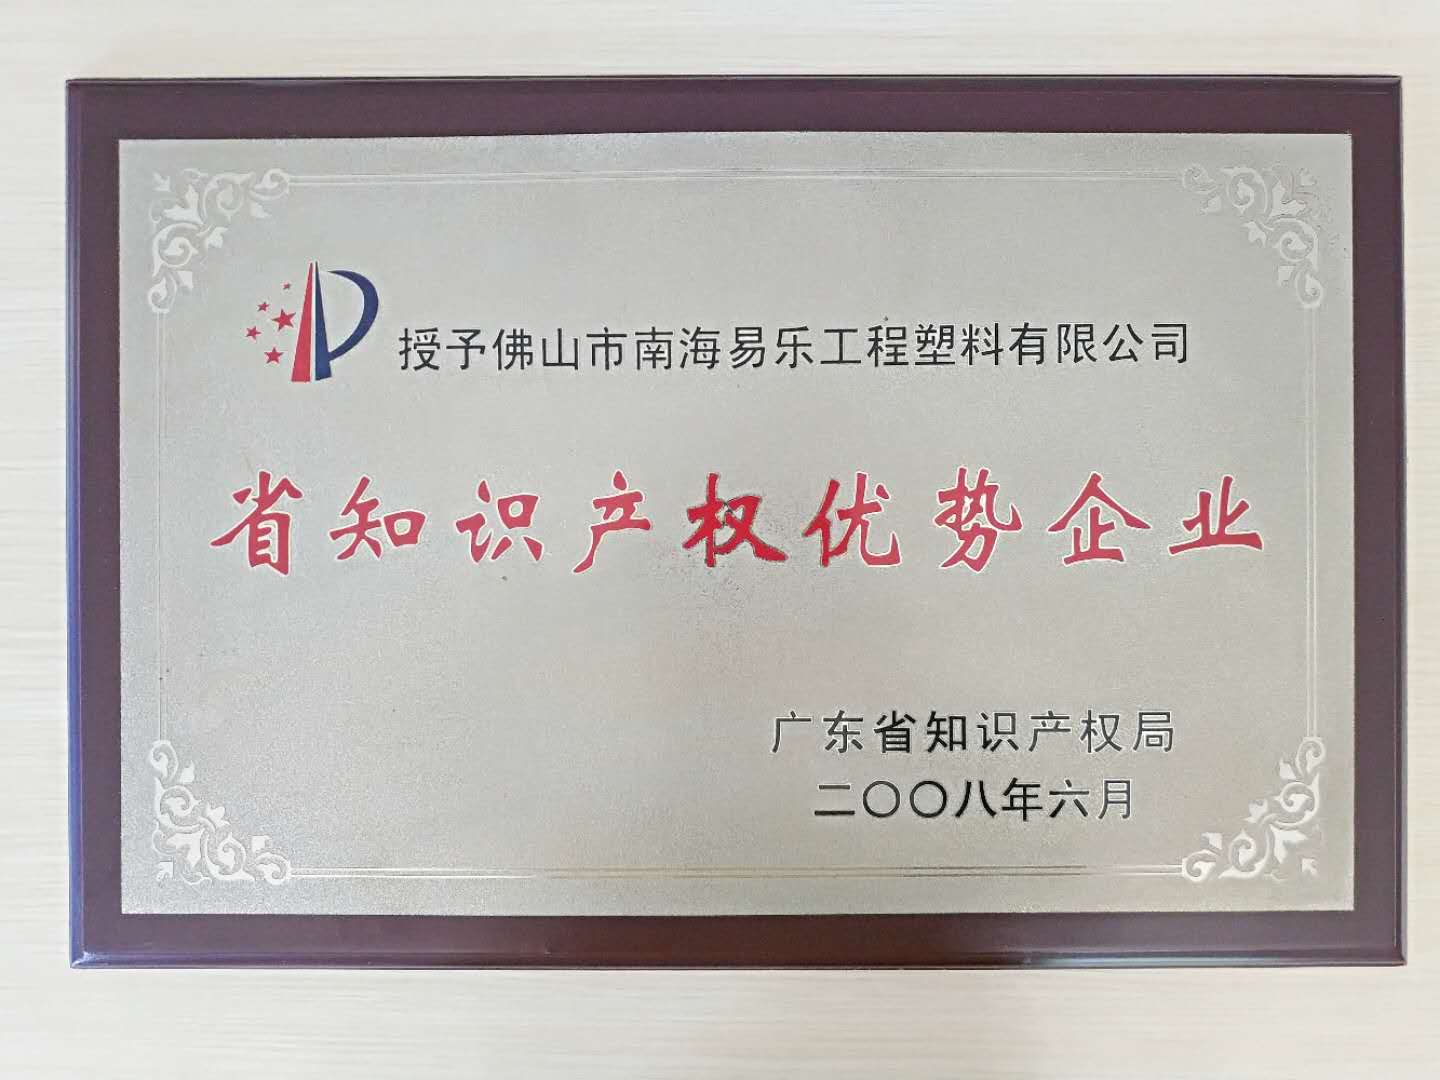 授予佛山市南海易乐工程塑料有限公司
省知识产权优势企业
广东省知识产权局
二〇〇八年六月